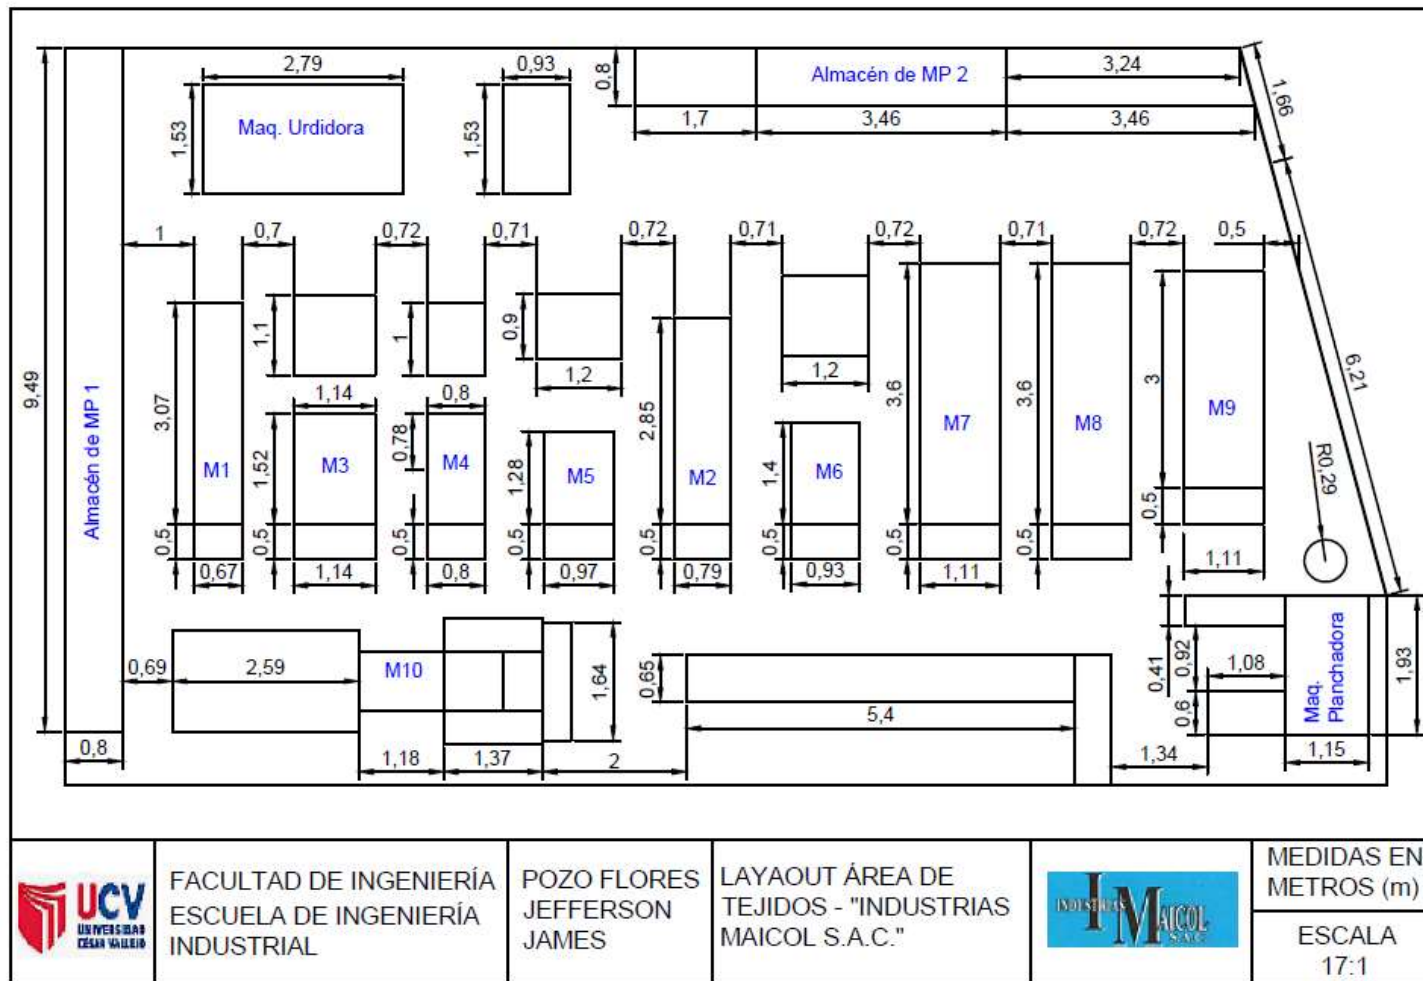 2,79
0,93
0,8
Almacén de MP 2
3,24
1,66
1,53
Maq. Urdidora
1,53
1,7
3,46
3,46
1
0,7
0,72
0,71
0,72
0,71
0,72
0,71
0,72
0,5
9,49
Almacén de MP 1
3,07
1,1
1
0,9
1,2
2,85
1,2
3,6
3,6
3
6,21
1,14
0,8
1,52
0,78
1,28
1,4
M1
M3
M4
M5
M2
M6
M7
M8
M9
R0,29
0,5
0,5
0,5
0,5
0,5
0,5
0,5
0,5
0,5
0,67
1,14
0,8
0,97
0,79
0,93
1,11
1,11
0,69
2,59
M10
1,64
0,65
5,4
0,41
0,92
1,08
0,6
Maq.
Planchadora
1,93
0,8
1,18
1,37
2
1,34
1,15
UCV
UNIVERSIDAD
CÉSAR VALLEJO
FACULTAD DE INGENIERÍA
ESCUELA DE INGENIERÍA
INDUSTRIAL
POZO FLORES
JEFFERSON
JAMES
LAYAOUT ÁREA DE
TEJIDOS - "INDUSTRIAS
MAICOL S.A.C."
INDUSTRIAS
MAICOL
S.A.C.
MEDIDAS EN
METROS (m)
ESCALA
17:1